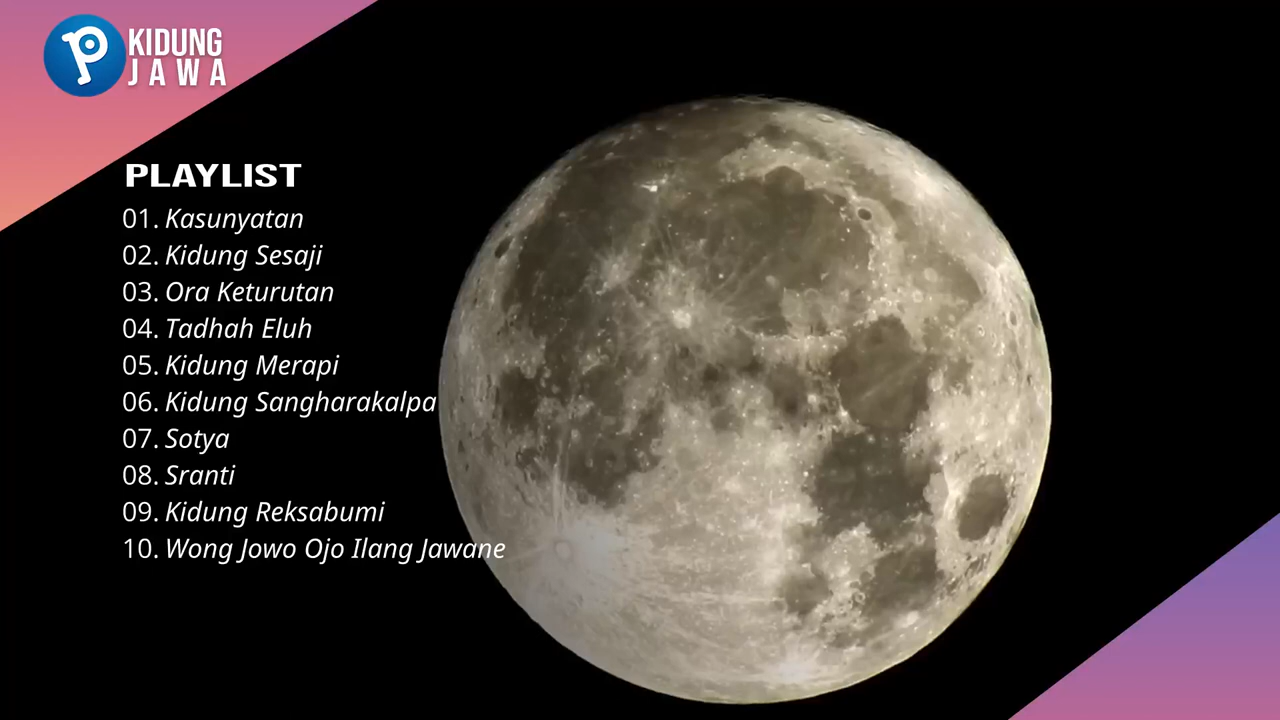 KIDUNG
JAWA
PLAYLIST
01. Kasunyatan
02. Kidung Sesaji
03. Ora Keturutan
04. Tadhah Eluh
05. Kidung Merapi
06. Kidung Sangharakalpa
07. Sotya
08. Sranti
09. Kidung Reksabumi
10. Wong Jowo Ojo Ilang Jawane